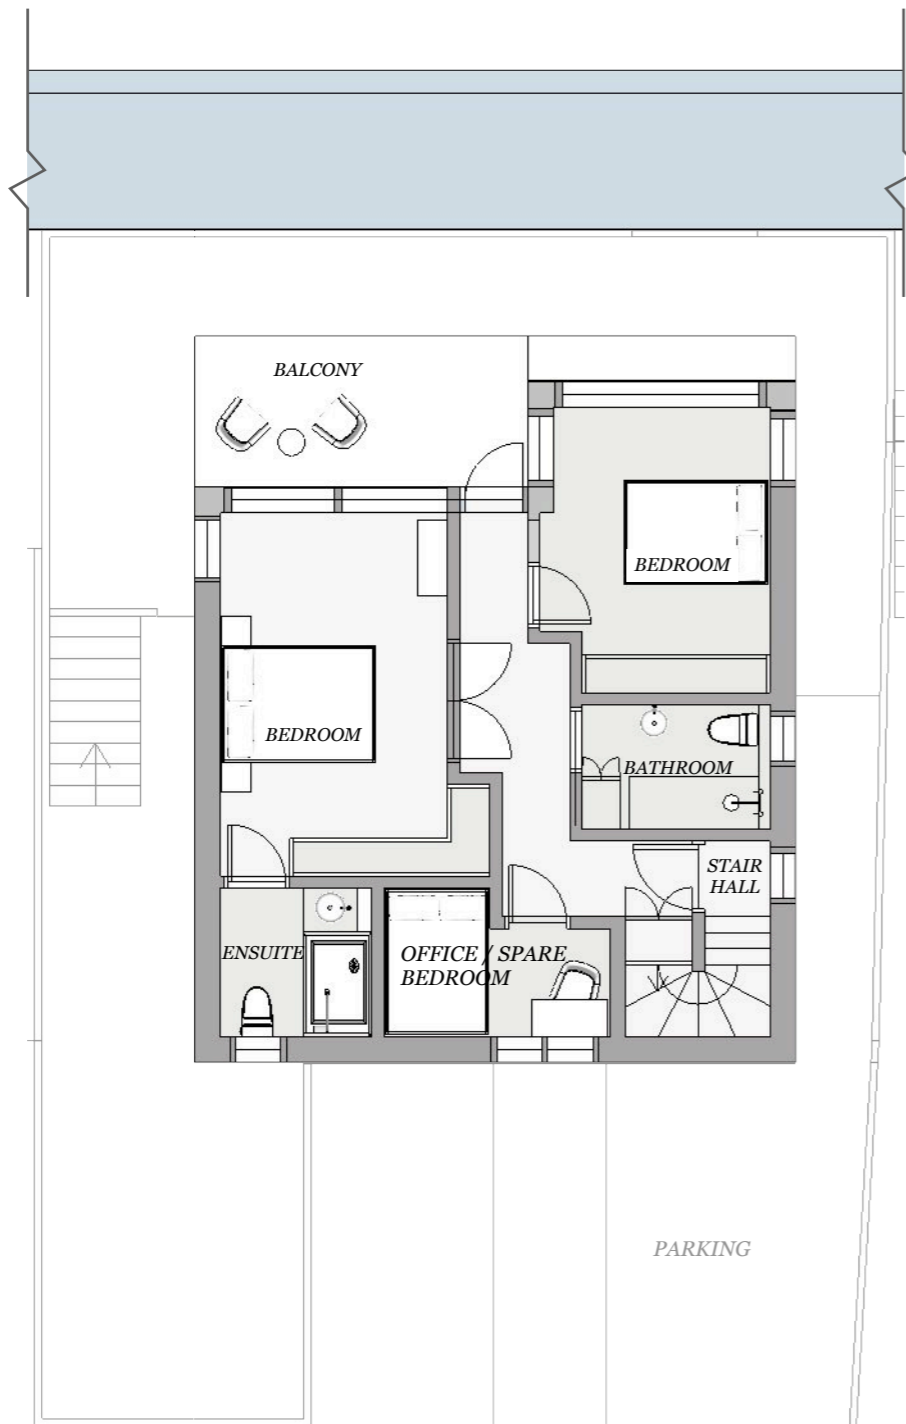 BALCONY
BEDROOM
BEDROOM
BATHROOM
STAIR
HALL
ENSUITE
OFFICE / SPARE
BEDROOM
PARKING